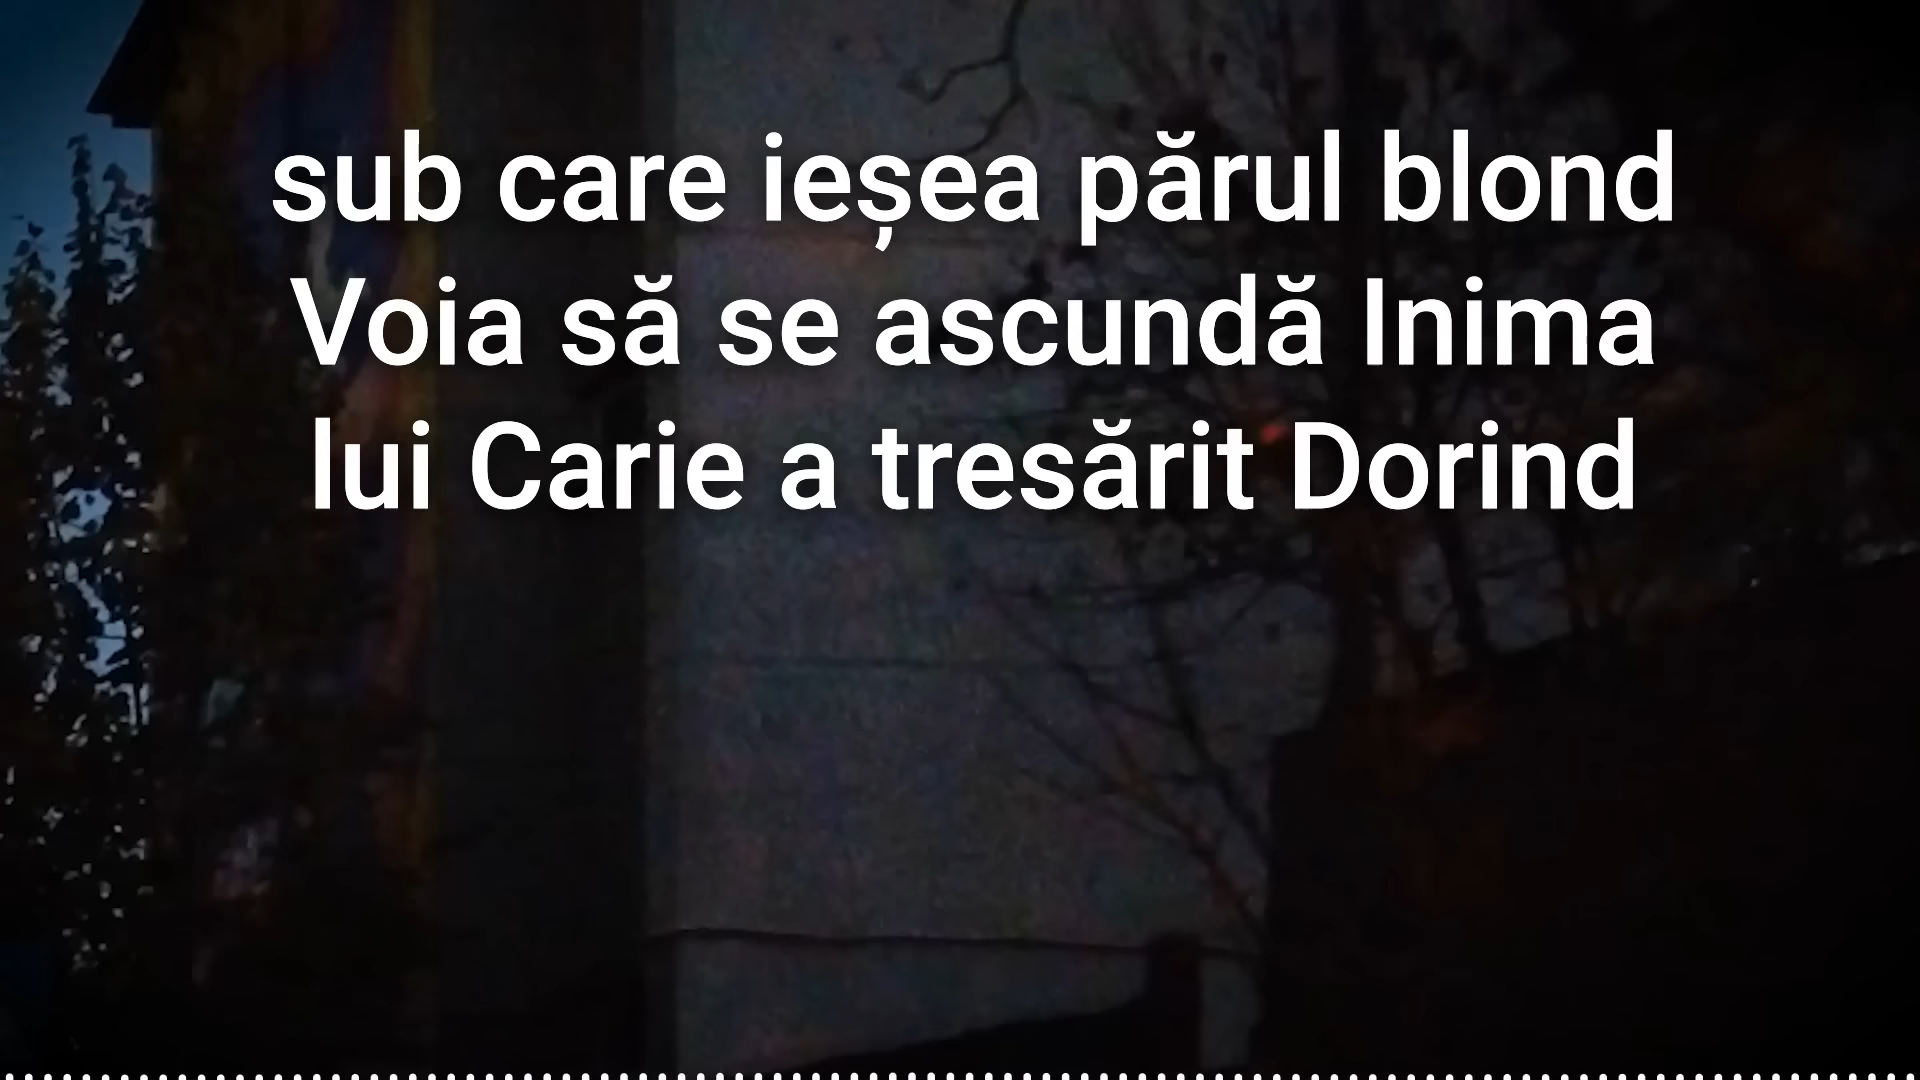 sub care ieșea părul blond
Voia să se ascundă Inima
lui Carie a tresărit Dorind